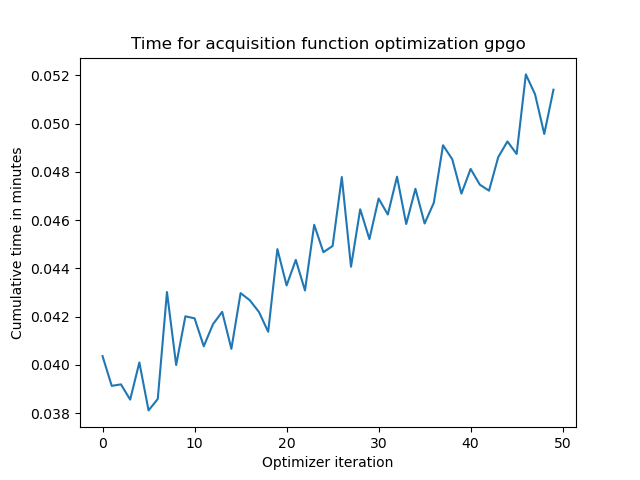 Time for acquisition function optimization gpgo
Cumulative time in minutes
0.052
0.050
0.048
0.046
0.044
0.042
0.040
0.038
0 10 20 30 40 50
Optimizer iteration